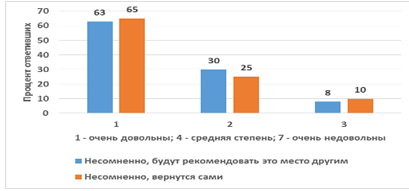 Процент ответивших
70
60
50
40
30
20
10
0
63 65
30 25
8 10
1 2 3
1 - очень довольны; 4 - средняя степень; 7 - очень недовольны
Несомненно, будут рекомендовать это место другим
Несомненно, вернутся сами